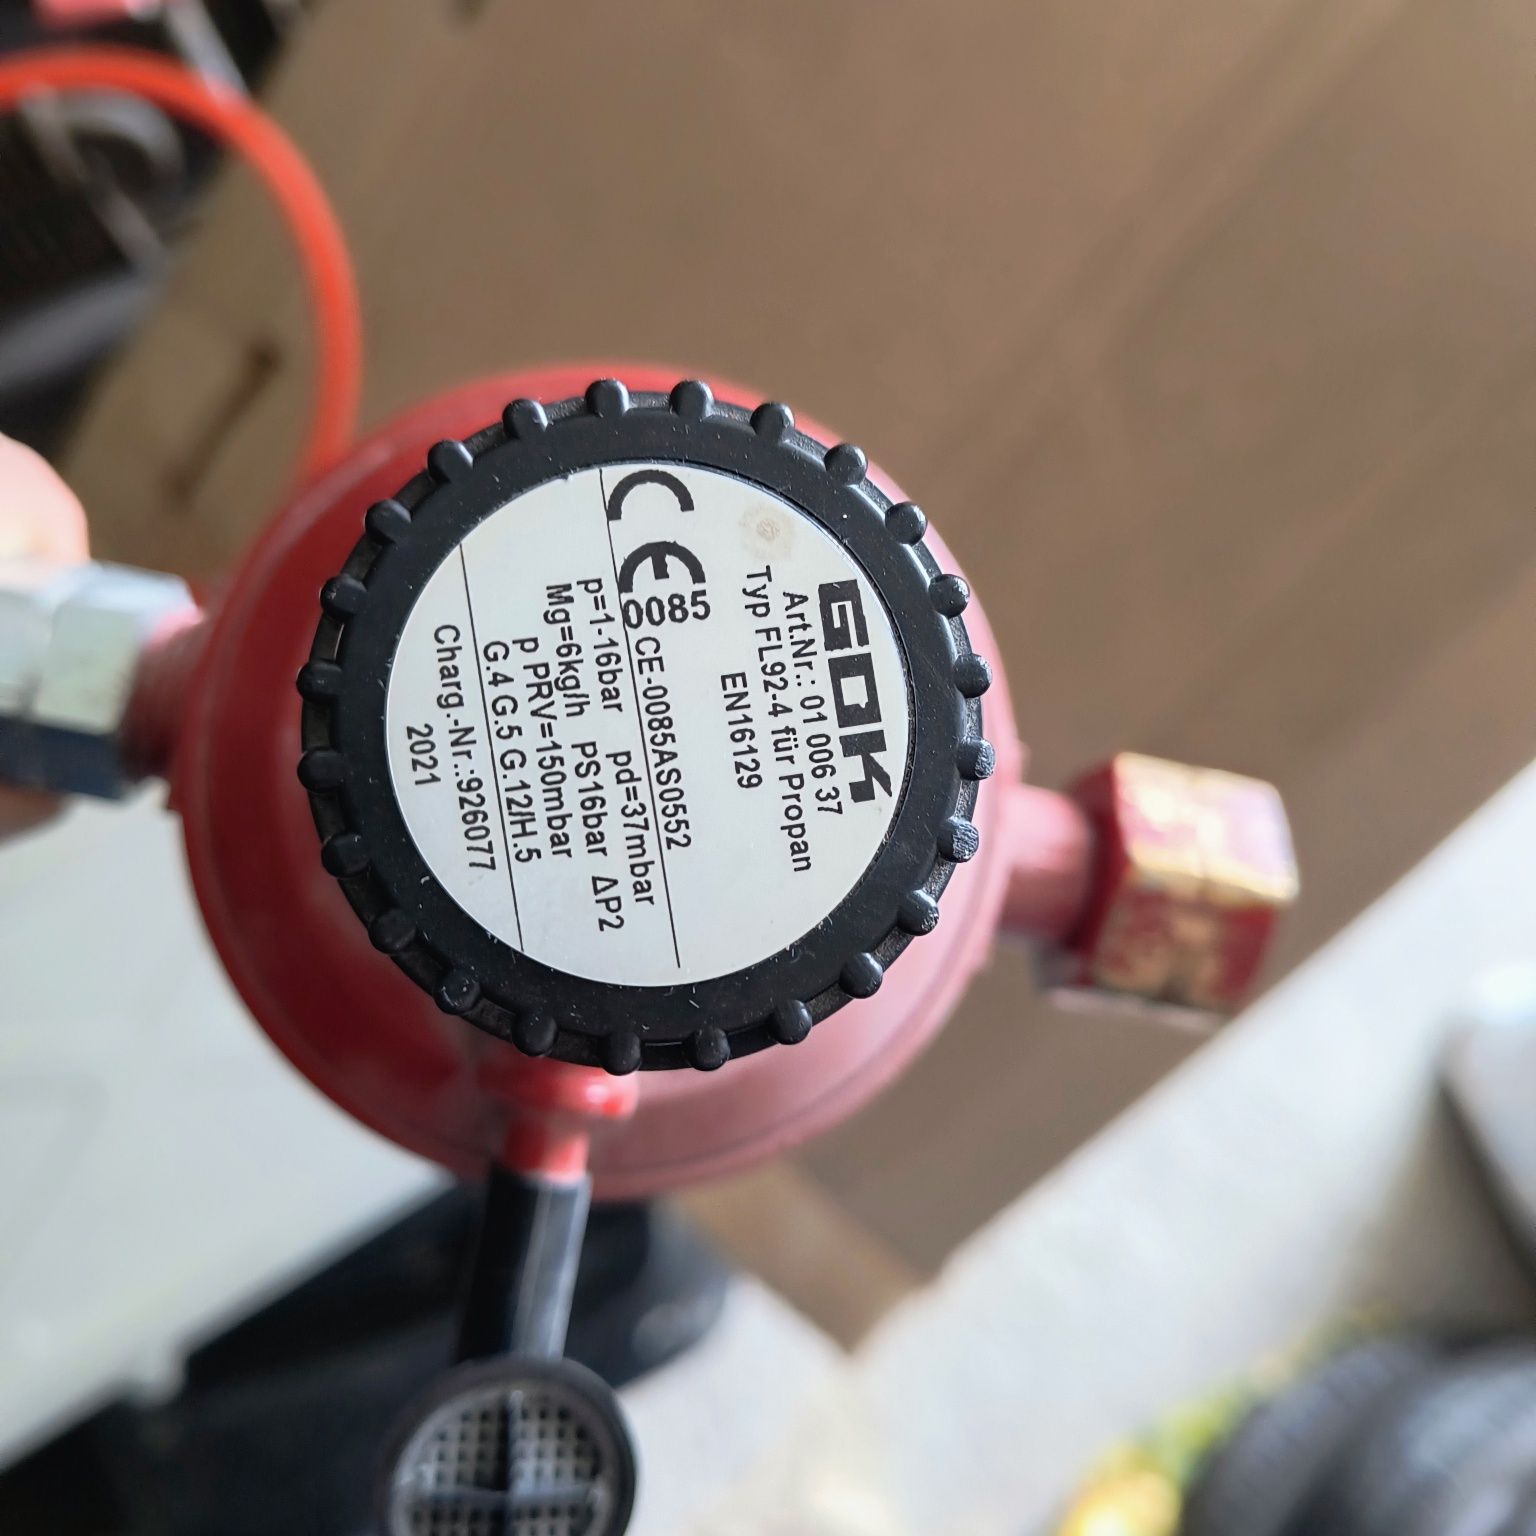 GOK
Art.Nr.: 01 006 37
Typ FL92-4 für Propan
EN16129
CE
0085
CE-0085AS0552
p=1-16bar pd=37mbar
Mg=6kg/h PS16bar ΔP2
p PRV=150mbar
G.4 G.5 G.12/H.5
Charg.-Nr.:926077
2021